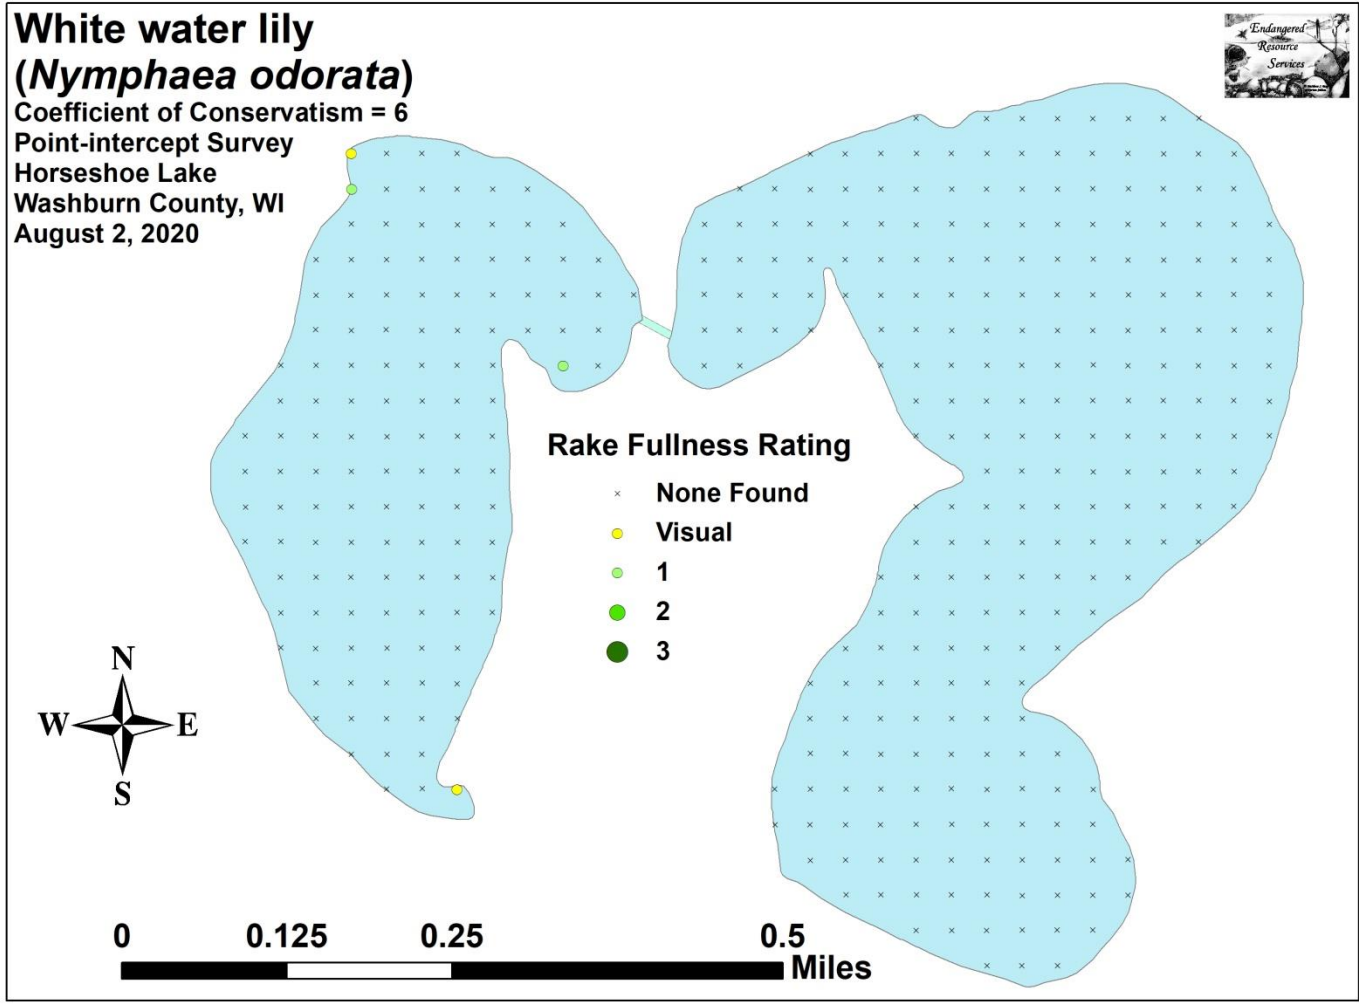 White water lily
(Nymphaea odorata)
Coefficient of Conservatism = 6
Point-intercept Survey
Horseshoe Lake
Washburn County, WI
August 2, 2020
Endangered
Resource
Services
Rake Fullness Rating
None Found
Visual
1
2
3
N
W E
S
0 0.125 0.25 0.5
Miles